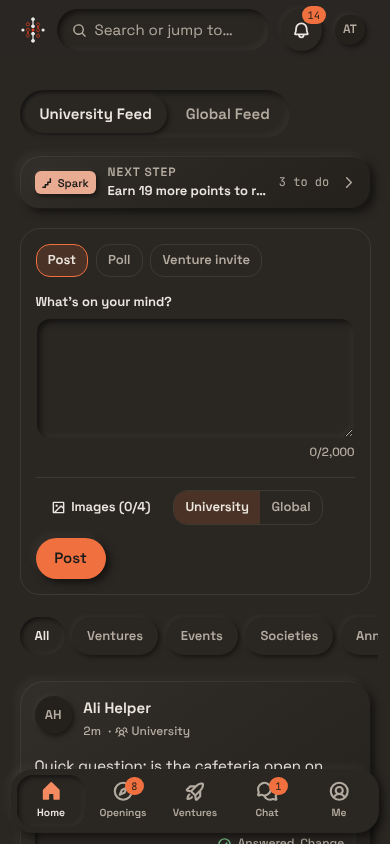 Search or jump to...
14
AT
University Feed
Global Feed
Spark
NEXT STEP
Earn 19 more points to r...
3 to do
Post
Poll
Venture invite
What's on your mind?
0/2,000
Images (0/4)
University
Global
Post
All
Ventures
Events
Societies
Ann
AH
Ali Helper
2m · University
Quick question: is the cafeteria open on
Home
8
Openings
Ventures
1
Chat
Me
Answered. Change